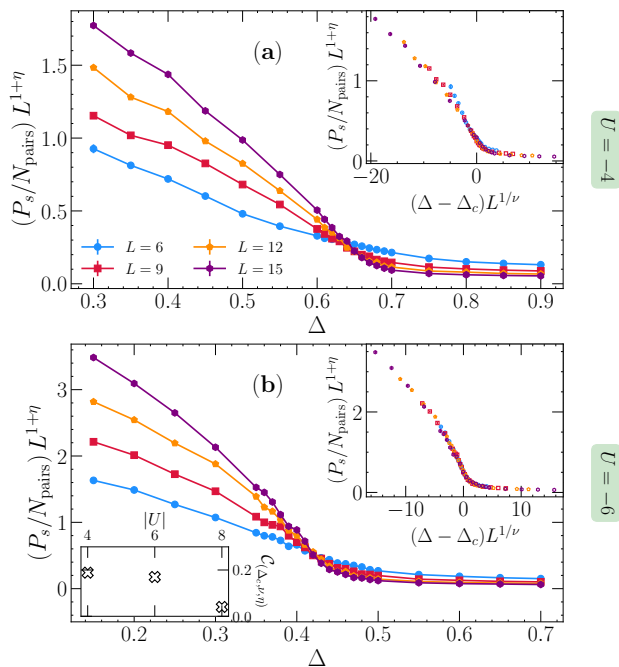 (a)
(P_s/N_pairs) L^{1+η}
1.5
1.0
0.5
0.0
0.3 0.4 0.5 0.6 0.7 0.8 0.9
Δ
L = 6
L = 9
L = 12
L = 15
(P_s/N_pairs) L^{1+η}
1
0
−20 0
(Δ − Δ_c)L^{1/ν}
U = −4
(b)
(P_s/N_pairs) L^{1+η}
3
2
1
0
0.2 0.3 0.4 0.5 0.6 0.7
Δ
|U|
4 6 8
0.2
0.0
C_(Δ_c,ν,η)
(P_s/N_pairs) L^{1+η}
2
0
−10 0 10
(Δ − Δ_c)L^{1/ν}
U = −6